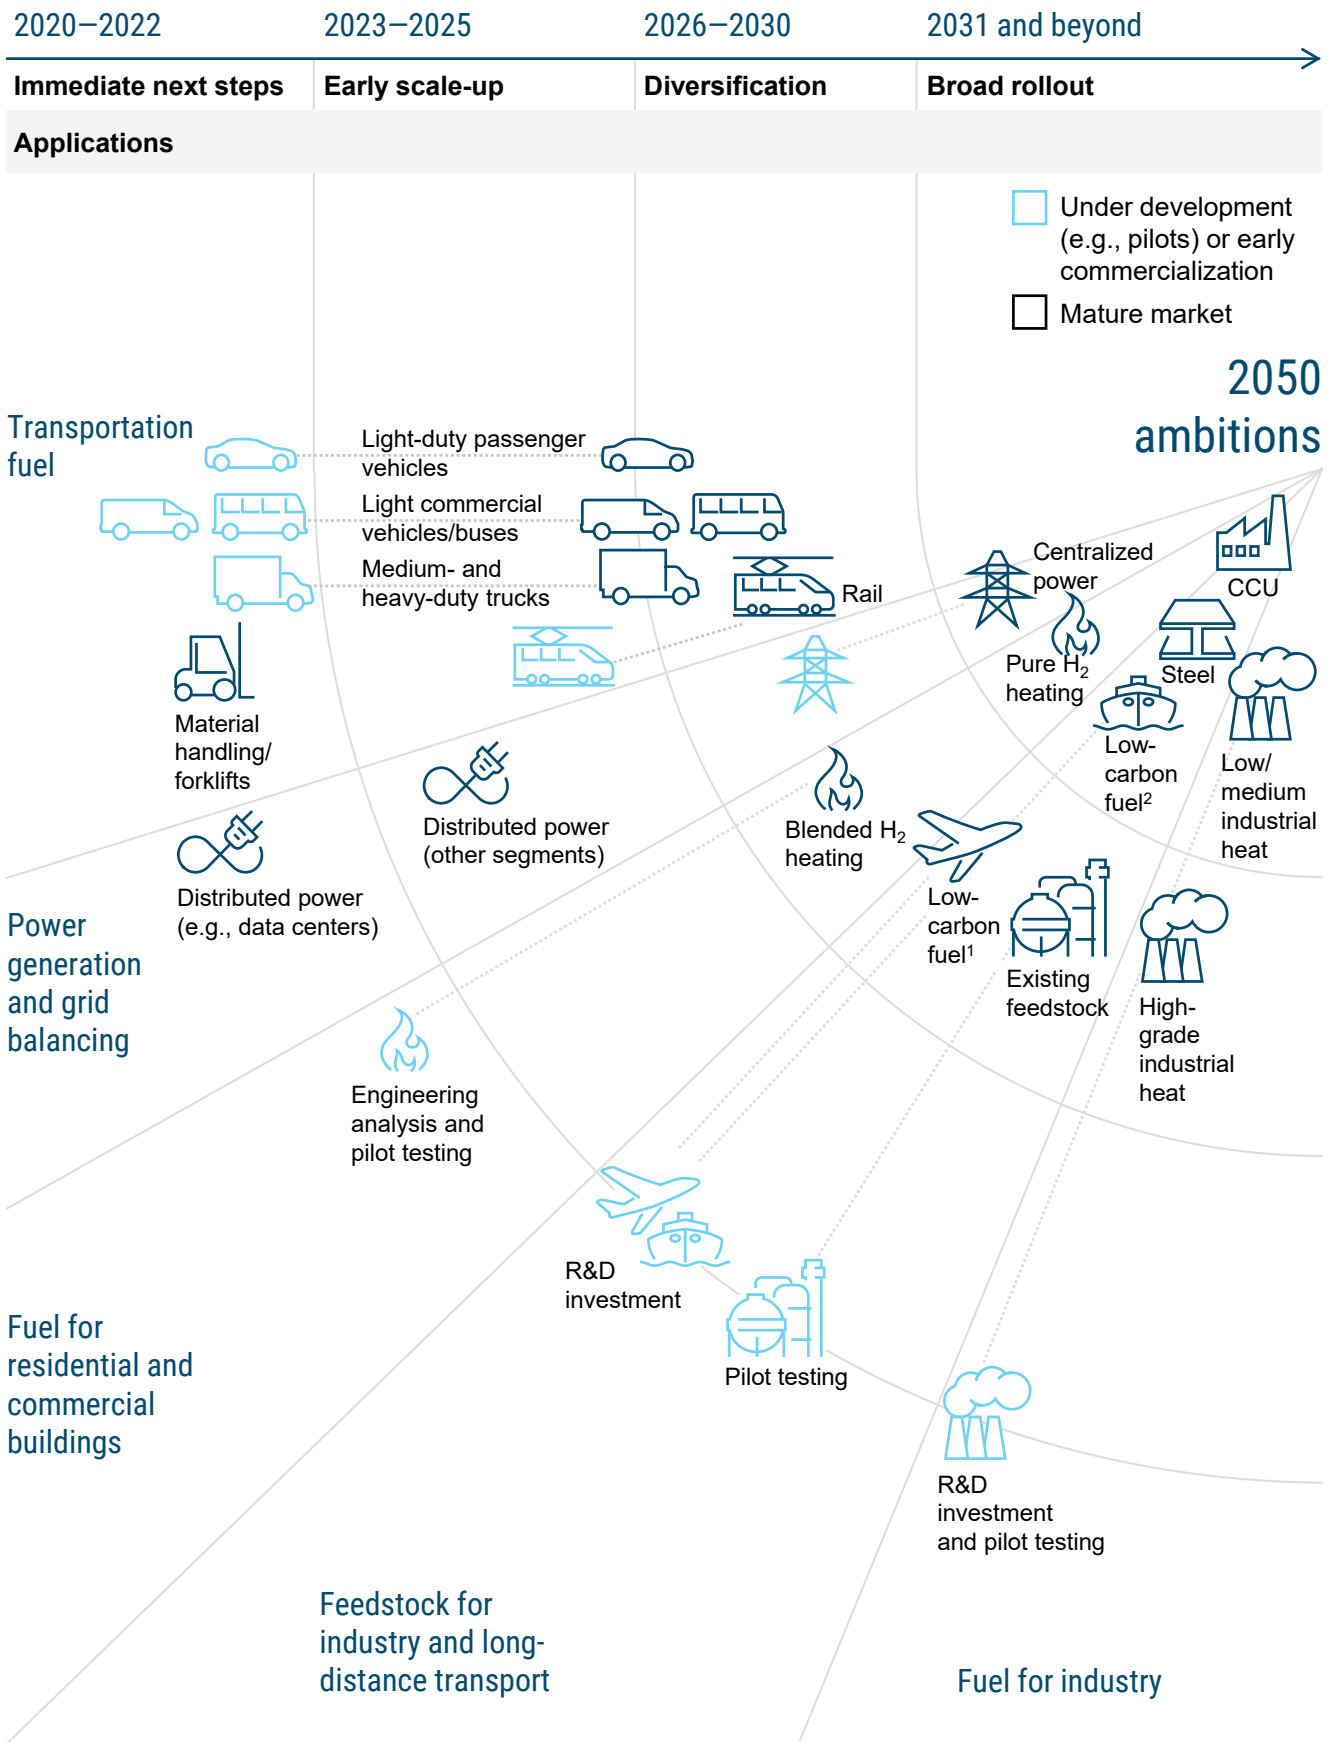 2020–2022
2023–2025
2026–2030
2031 and beyond
Immediate next steps
Early scale-up
Diversification
Broad rollout
Applications
Under development
(e.g., pilots) or early
commercialization
Mature market
2050
ambitions
Transportation
fuel
Light-duty passenger
vehicles
Light commercial
vehicles/buses
Medium- and
heavy-duty trucks
Rail
Centralized
power
CCU
Pure H2
heating
Steel
Material
handling/
forklifts
Low-
carbon
fuel2
Low/
medium
industrial
heat
Distributed power
(other segments)
Blended H2
heating
Distributed power
(e.g., data centers)
Low-
carbon
fuel1
Existing
feedstock
High-
grade
industrial
heat
Power
generation
and grid
balancing
Engineering
analysis and
pilot testing
R&D
investment
Pilot testing
Fuel for
residential and
commercial
buildings
R&D
investment
and pilot testing
Feedstock for
industry and long-
distance transport
Fuel for industry